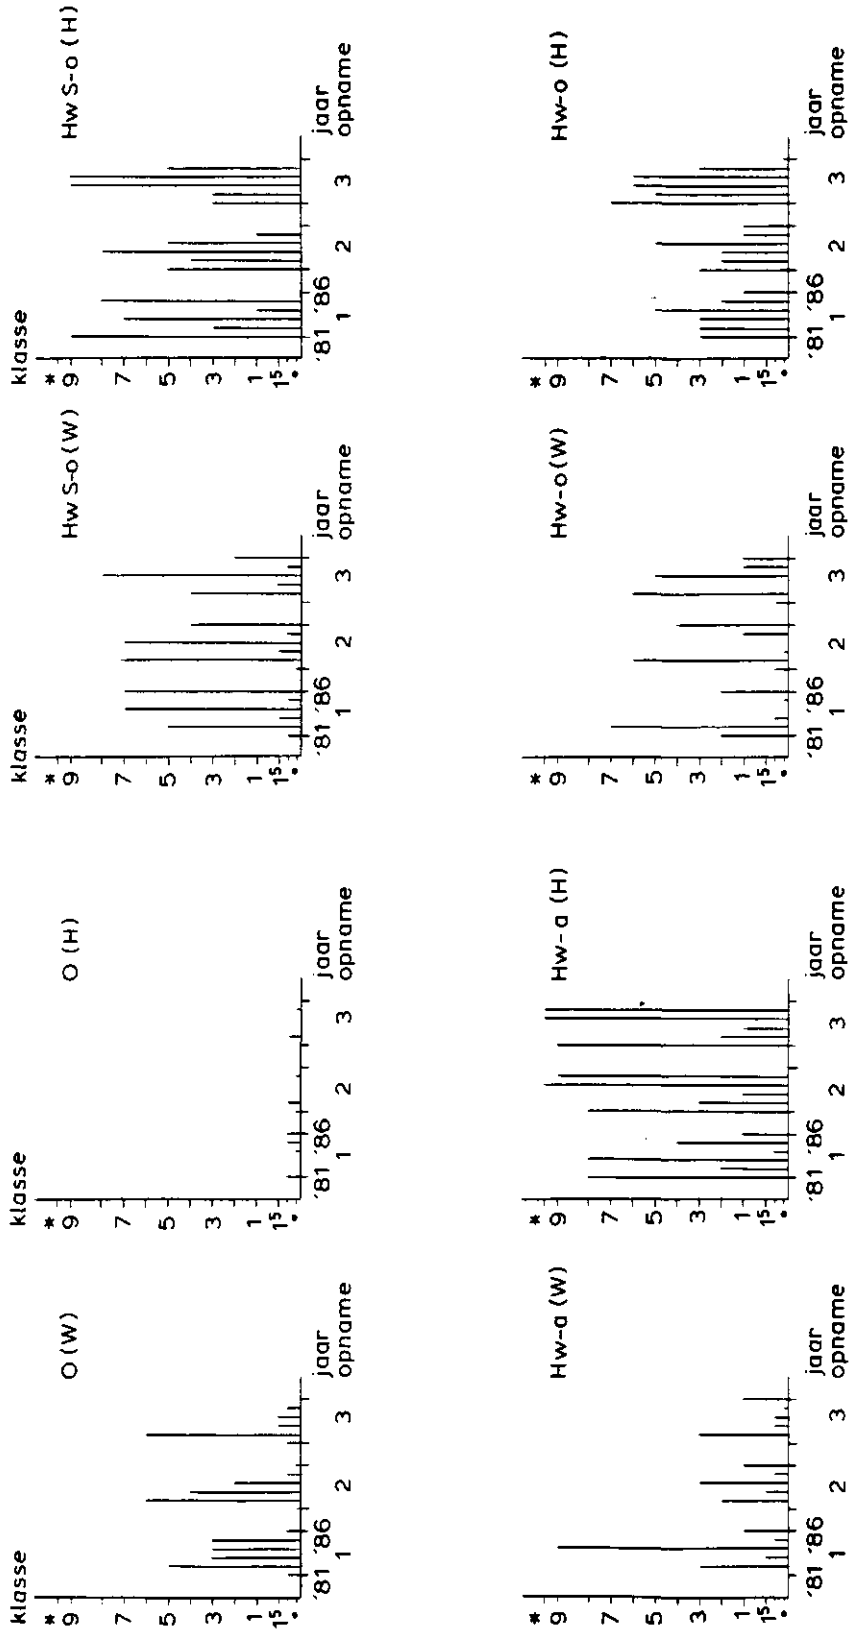 klasse
O (W)
*
9
7
5
3
1
1⁵
•
'81 '86
1 2 3
jaar
opname
klasse
O (H)
*
9
7
5
3
1
1⁵
•
'81 '86
1 2 3
jaar
opname
klasse
Hw S-o (W)
*
9
7
5
3
1
1⁵
•
'81 '86
1 2 3
jaar
opname
klasse
Hw S-o (H)
*
9
7
5
3
1
1⁵
•
'81 '86
1 2 3
jaar
opname
Hw-a (W)
*
9
7
5
3
1
1⁵
•
'81 '86
1 2 3
jaar
opname
Hw-a (H)
*
9
7
5
3
1
1⁵
•
'81 '86
1 2 3
jaar
opname
Hw-o (W)
*
9
7
5
3
1
1⁵
•
'81 '86
1 2 3
jaar
opname
Hw-o (H)
*
9
7
5
3
1
1⁵
•
'81 '86
1 2 3
jaar
opname